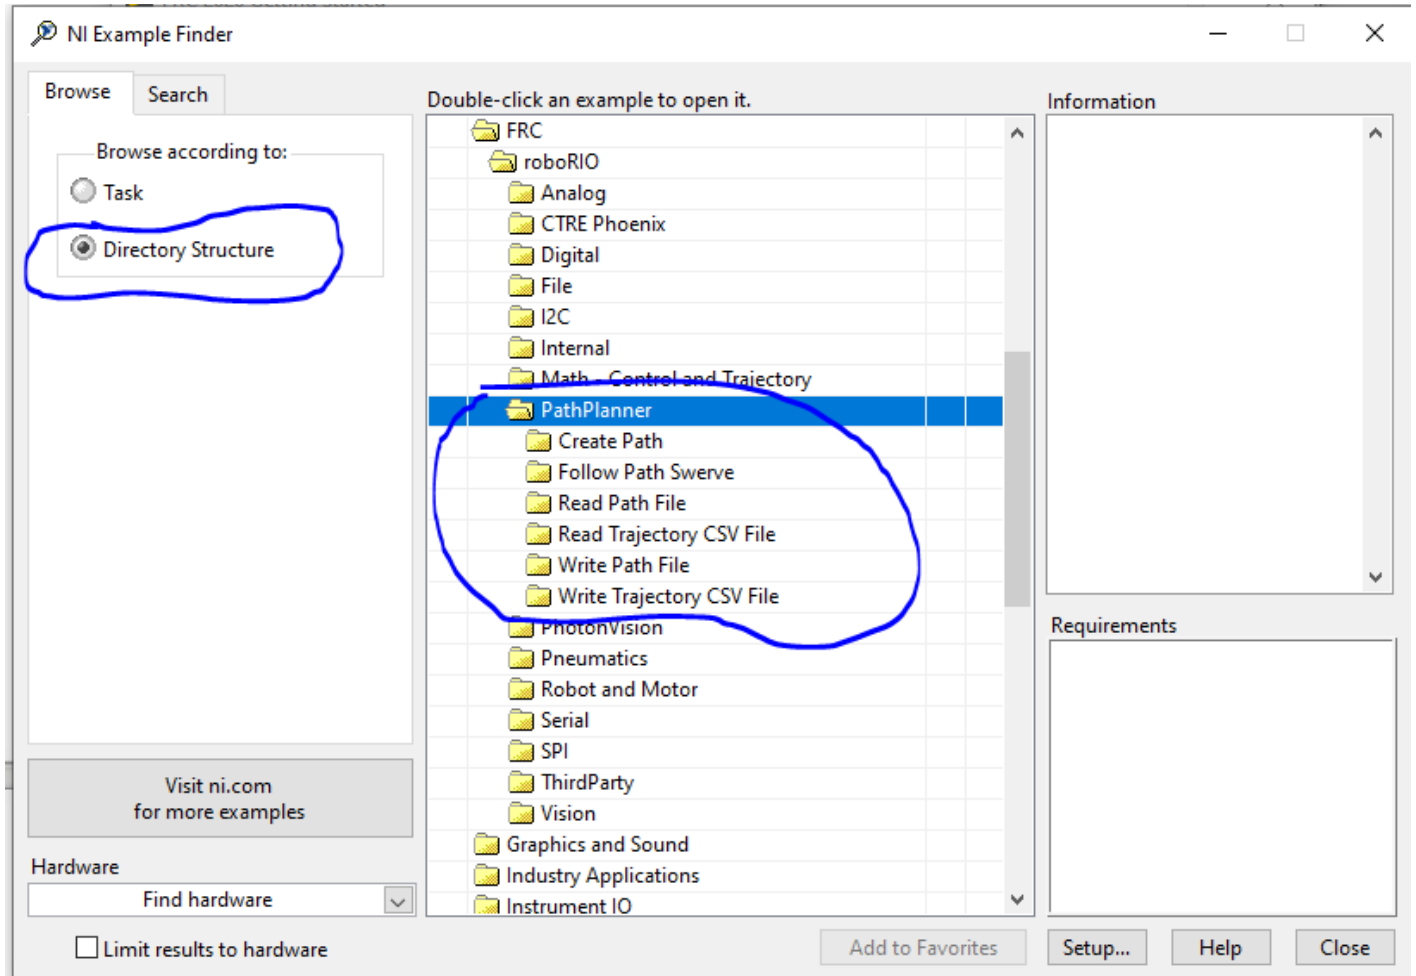 NI Example Finder
Browse
Search
Browse according to:
Task
Directory Structure
Visit ni.com
for more examples
Hardware
Find hardware
Limit results to hardware
Double-click an example to open it.
FRC
roboRIO
Analog
CTRE Phoenix
Digital
File
I2C
Internal
Math - Control and Trajectory
PathPlanner
Create Path
Follow Path Swerve
Read Path File
Read Trajectory CSV File
Write Path File
Write Trajectory CSV File
PhotonVision
Pneumatics
Robot and Motor
Serial
SPI
ThirdParty
Vision
Graphics and Sound
Industry Applications
Instrument IO
Add to Favorites
Information
Requirements
Setup...
Help
Close